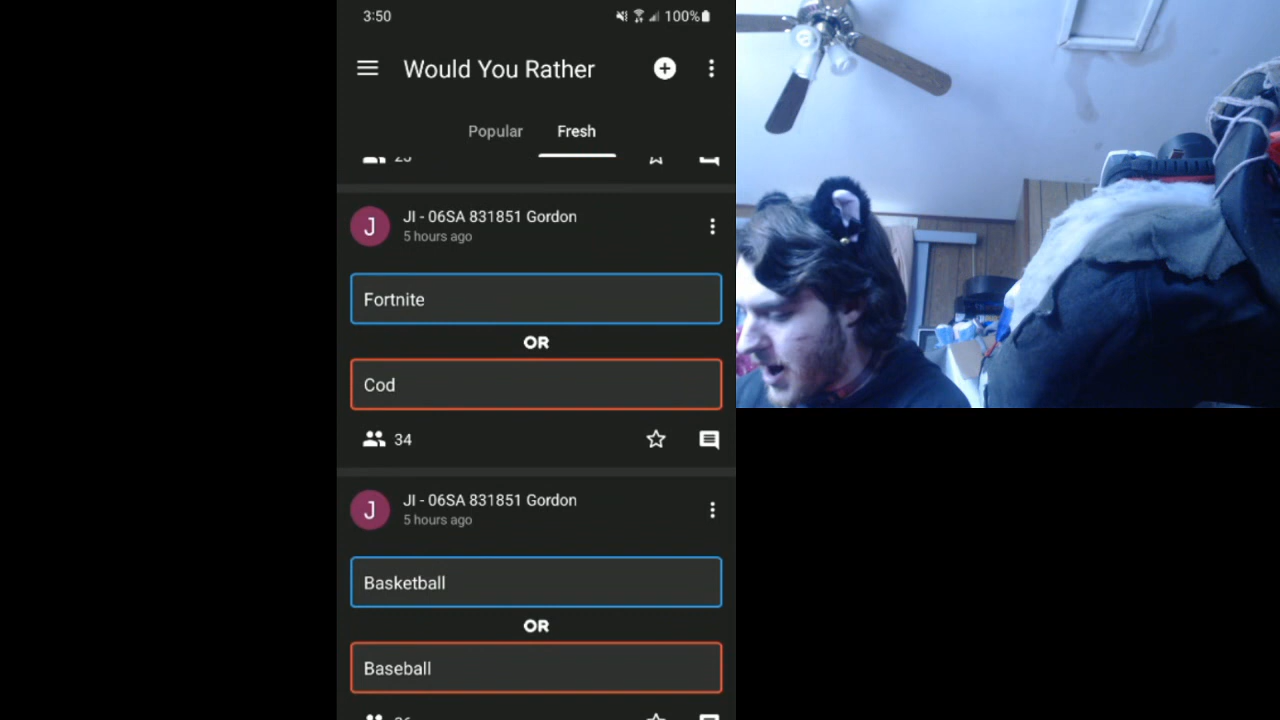 3:50
100%
Would You Rather
Popular
Fresh
J
JI - 06SA 831851 Gordon
5 hours ago
Fortnite
OR
Cod
34
J
JI - 06SA 831851 Gordon
5 hours ago
Basketball
OR
Baseball